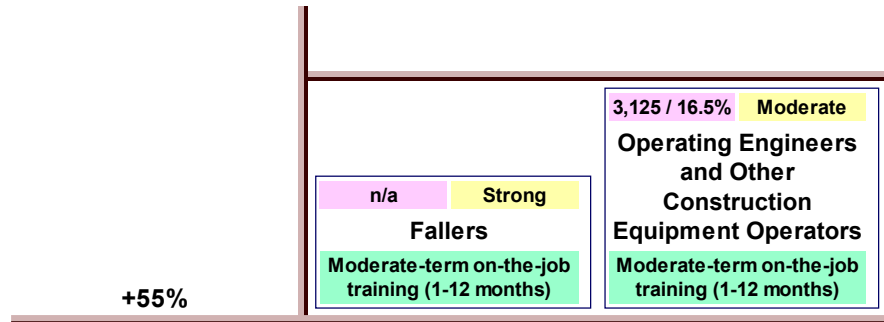 3,125 / 16.5% Moderate
Operating Engineers
and Other
Construction
Equipment Operators
Moderate-term on-the-job
training (1-12 months)
n/a Strong
Fallers
Moderate-term on-the-job
training (1-12 months)
+55%